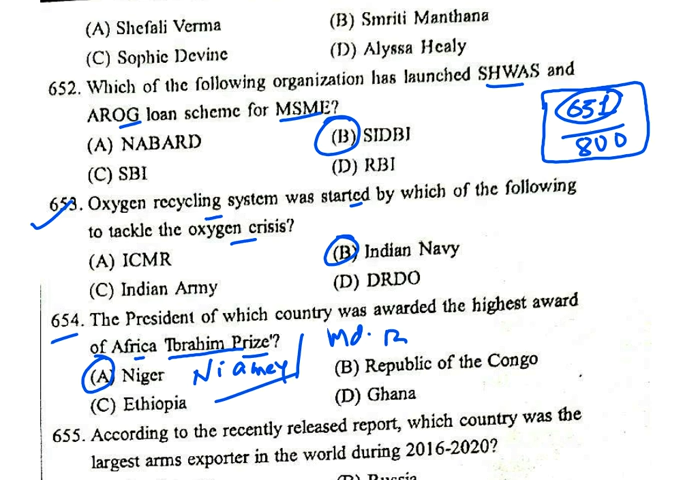 (A) Shefali Verma (B) Smriti Manthana
(C) Sophie Devine (D) Alyssa Healy
652. Which of the following organization has launched SHWAS and
AROG loan scheme for MSME?
(A) NABARD (B) SIDBI
(C) SBI (D) RBI
651
800
653. Oxygen recycling system was started by which of the following
to tackle the oxygen crisis?
(A) ICMR (B) Indian Navy
(C) Indian Army (D) DRDO
654. The President of which country was awarded the highest award
of Africa 'Ibrahim Prize'?
Md.
(A) Niger Niamey (B) Republic of the Congo
(C) Ethiopia (D) Ghana
655. According to the recently released report, which country was the
largest arms exporter in the world during 2016-2020?
(B) Russia